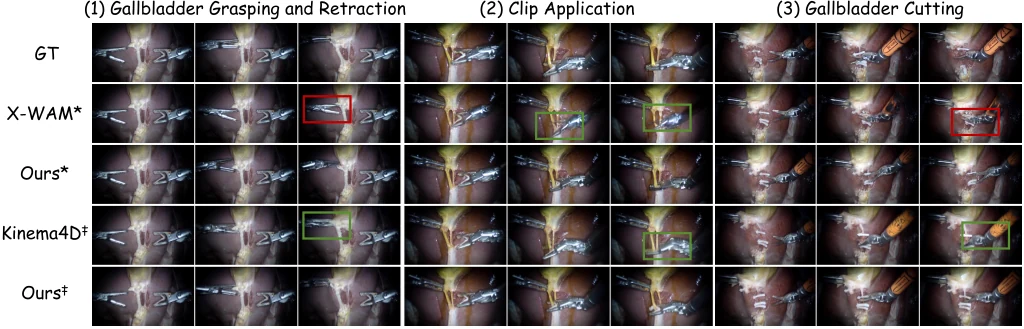 (1) Gallbladder Grasping and Retraction (2) Clip Application (3) Gallbladder Cutting
GT
X-WAM*
Ours*
Kinema4D‡
Ours‡